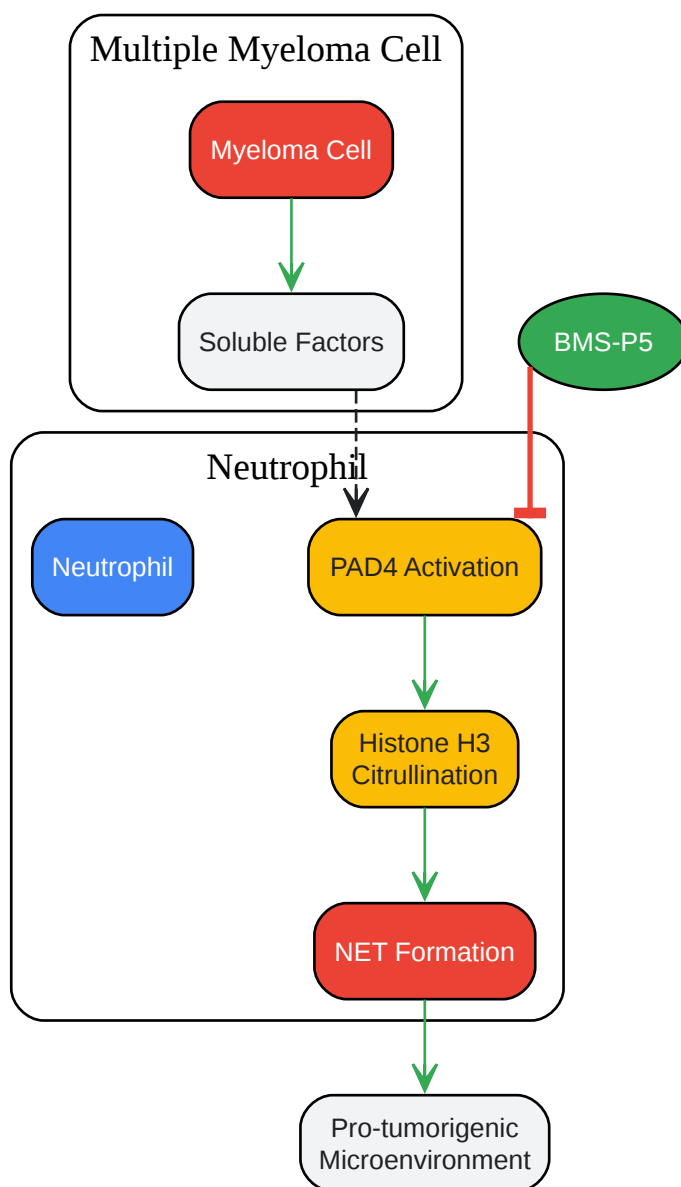 Multiple Myeloma Cell
Myeloma Cell
Soluble Factors
BMS-P5
Neutrophil
Neutrophil
PAD4 Activation
Histone H3
Citrullination
NET Formation
Pro-tumorigenic
Microenvironment